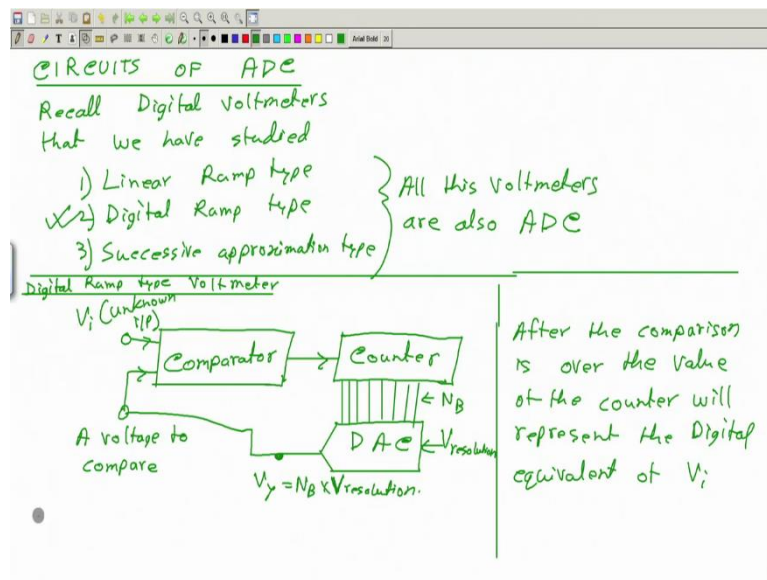 Arial Bold 20
CIRCUITS OF ADC
Recall Digital Voltmeters
that we have studied
1) Linear Ramp type
2) Digital Ramp type
3) Successive approximation type
All this Voltmeters
are also ADC
Digital Ramp type Voltmeter
Vi (unknown
i/p)
Comparator
Counter
← NB
A voltage to
compare
DAC
Vresolution
Vy = NB x Vresolution.
After the comparison
is over the value
of the counter will
represent the Digital
equivalent of Vi